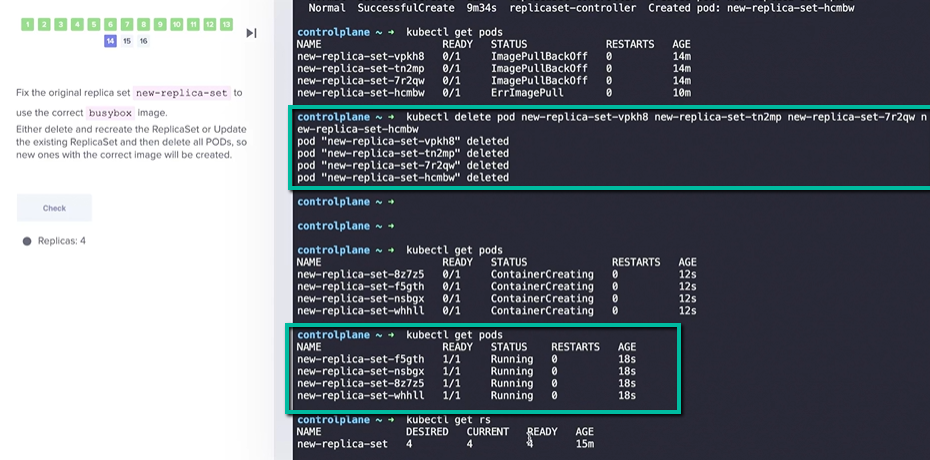 1 2 3 4 5 6 7 8 9 10 11 12 13
14 15 16
Fix the original replica set new-replica-set to
use the correct busybox image.
Either delete and recreate the ReplicaSet or Update
the existing ReplicaSet and then delete all PODs, so
new ones with the correct image will be created.
Check
Replicas: 4
Normal SuccessfulCreate 9m34s replicaset-controller Created pod: new-replica-set-hcmbw
controlplane ~ ➜ kubectl get pods
NAME READY STATUS RESTARTS AGE
new-replica-set-vpkh8 0/1 ImagePullBackOff 0 14m
new-replica-set-tn2mp 0/1 ImagePullBackOff 0 14m
new-replica-set-7r2qw 0/1 ImagePullBackOff 0 14m
new-replica-set-hcmbw 0/1 ErrImagePull 0 10m
controlplane ~ ➜ kubectl delete pod new-replica-set-vpkh8 new-replica-set-tn2mp new-replica-set-7r2qw n
ew-replica-set-hcmbw
pod "new-replica-set-vpkh8" deleted
pod "new-replica-set-tn2mp" deleted
pod "new-replica-set-7r2qw" deleted
pod "new-replica-set-hcmbw" deleted
controlplane ~ ➜
controlplane ~ ➜
controlplane ~ ➜ kubectl get pods
NAME READY STATUS RESTARTS AGE
new-replica-set-8z7z5 0/1 ContainerCreating 0 12s
new-replica-set-f5gth 0/1 ContainerCreating 0 12s
new-replica-set-nsbgx 0/1 ContainerCreating 0 12s
new-replica-set-whhll 0/1 ContainerCreating 0 12s
controlplane ~ ➜ kubectl get pods
NAME READY STATUS RESTARTS AGE
new-replica-set-f5gth 1/1 Running 0 18s
new-replica-set-nsbgx 1/1 Running 0 18s
new-replica-set-8z7z5 1/1 Running 0 18s
new-replica-set-whhll 1/1 Running 0 18s
controlplane ~ ➜ kubectl get rs
NAME DESIRED CURRENT READY AGE
new-replica-set 4 4 4 15m